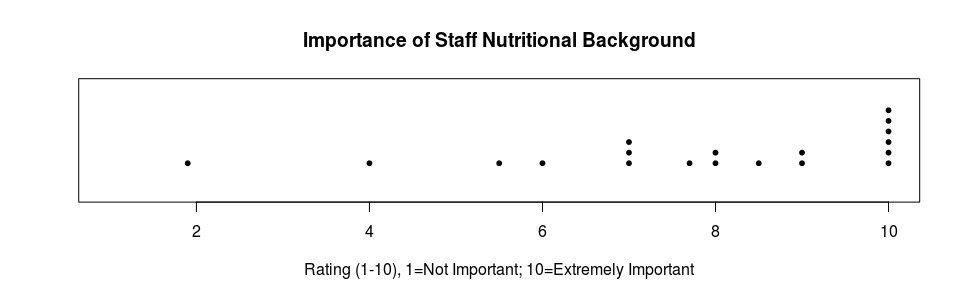 Importance of Staff Nutritional Background
2 4 6 8 10
Rating (1-10), 1=Not Important; 10=Extremely Important